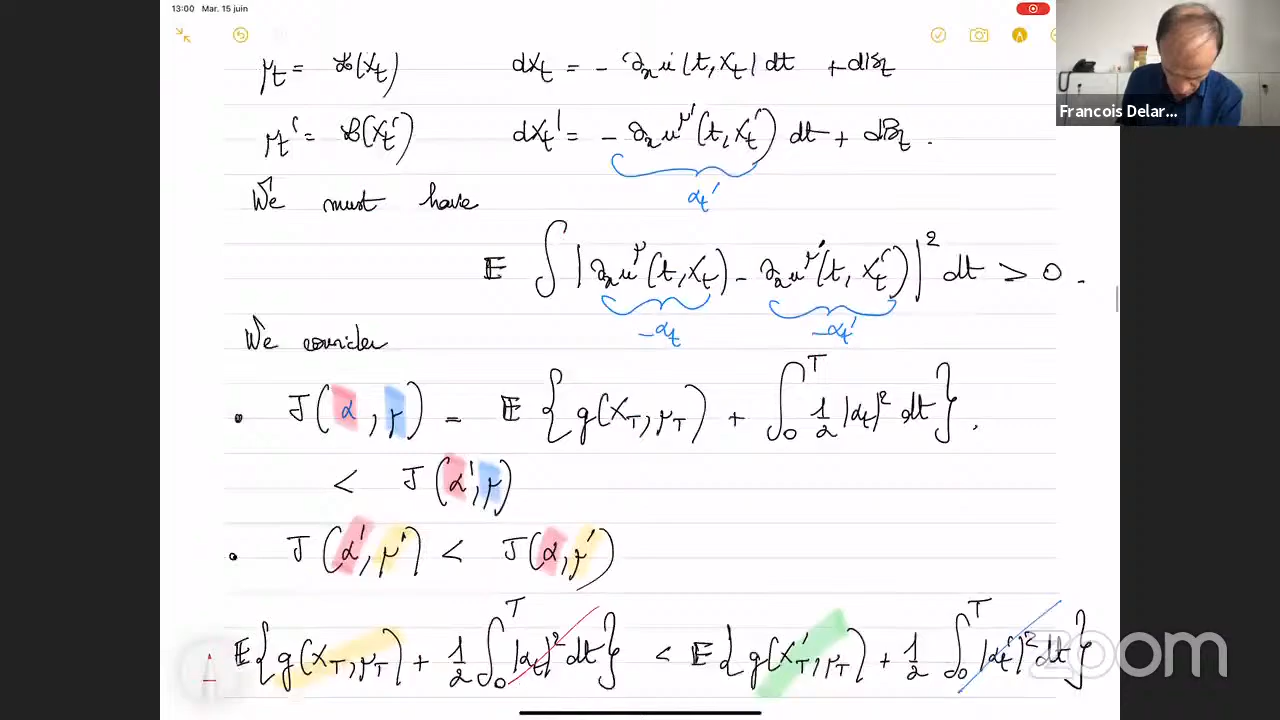 13:00 Mar. 15 juin
Francois Delar...
μ_t = ℒ(X_t) dX_t = - ∂_x u(t, X_t) dt + dB_t
μ_t' = ℒ(X_t') dX_t' = - ∂_x u^{μ'}(t, X_t') dt + dB_t .
α_t'
We must have
𝔼 ∫ | ∂_x u^μ (t, X_t) - ∂_x u^{μ'} (t, X_t') |² dt > 0 .
-α_t -α_t'
We consider
• J(α, μ) = 𝔼 { g(X_T, μ_T) + ∫_0^T 1/2 |α_t|² dt } .
< J(α', μ)
• J(α', μ') < J(α, μ')
𝔼 { g(X_T, μ_T) + 1/2 ∫_0^T |α_t|² dt } < 𝔼 { g(X_T', μ_T) + 1/2 ∫_0^T |α_t'|² dt }
zoom